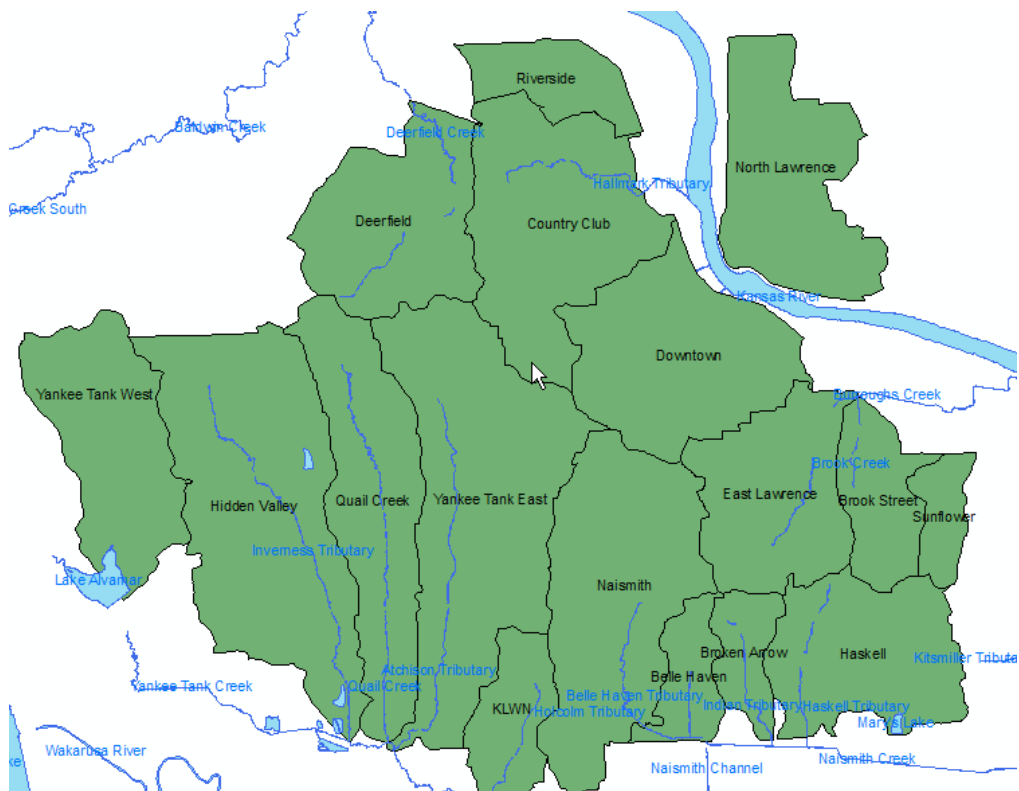 Riverside
Baldwin Creek
Deerfield Creek
North Lawrence
Hallmark Tributary
Creek South
Deerfield
Country Club
Kansas River
Downtown
Yankee Tank West
Burroughs Creek
Brook Creek
East Lawrence
Yankee Tank East
Quail Creek
Brook Street
Hidden Valley
Sunflower
Inverness Tributary
Lake Alvamar
Naismith
Broken Arrow
Haskell
Kitsmiller Tributa
Atchison Tributary
Belle Haven
Yankee Tank Creek
Quail Creek
Belle Haven Tributary
KLWN
Holcolm Tributary
Indian Tributary
Haskell Tributary
Marys Lake
Wakarusa River
ke
Naismith Creek
Naismith Channel